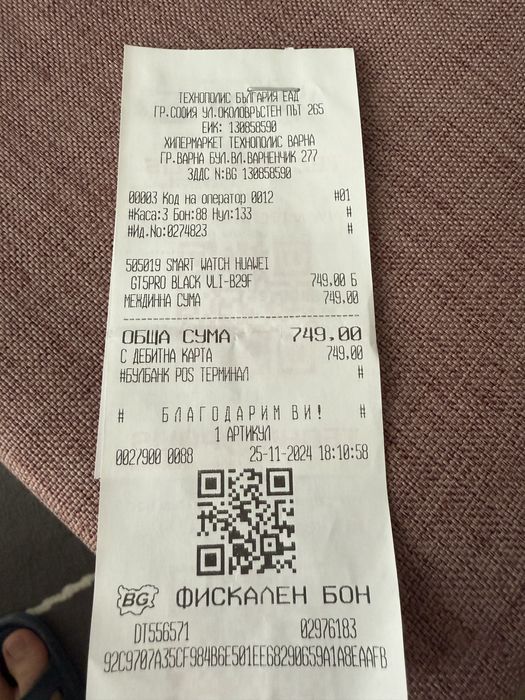 ТЕХНОПОЛИС БЪЛГАРИЯ ЕАД
ГР.СОФИЯ УЛ.ОКОЛОВРЪСТЕН ПЪТ 265
ЕИК: 130858590
ХИПЕРМАРКЕТ ТЕХНОПОЛИС ВАРНА
ГР.ВАРНА БУЛ.ВЛ.ВАРНЕНЧИК 277
ЗДДС N:BG 130858590
00003 Код на оператор 0012 #01
#Каса:3 Бон:88 Нул:133 #
#Ид.No:0274823 #
505019 SMART WATCH HUAWEI
GT5PRO BLACK VLI-B29F 749.00 Б
МЕЖДИННА СУМА 749.00
ОБЩА СУМА 749.00
С ДЕБИТНА КАРТА 749,00
#БУЛБАНК POS ТЕРМИНАЛ #
# БЛАГОДАРИМ ВИ! #
1 АРТИКУЛ
0027900 0088 25-11-2024 18:10:58
BG ФИСКАЛЕН БОН
DT556571 02976183
92C9707A35CF984B6E501EE68290659A1A8EAAFB